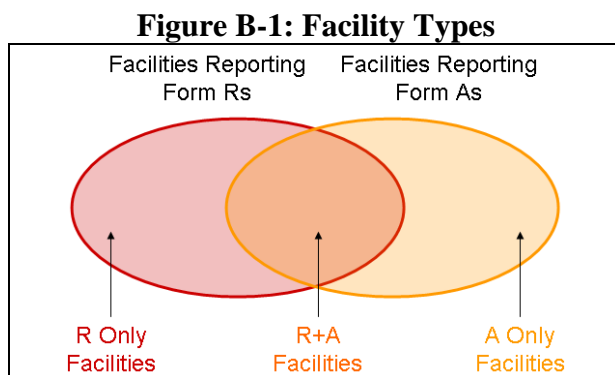 Figure B-1: Facility Types
Facilities Reporting
Form Rs
Facilities Reporting
Form As
R Only
Facilities
R+A
Facilities
A Only
Facilities